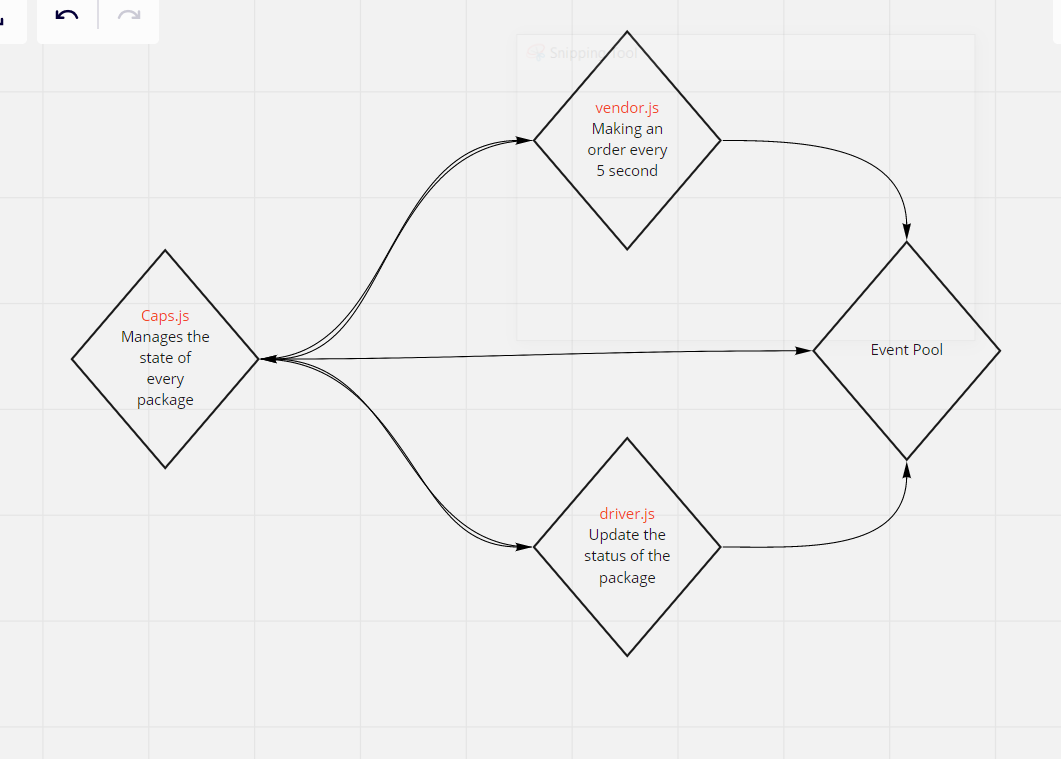 Snipping Tool
vendor.js
Making an
order every
5 second
Caps.js
Manages the
state of
every
package
Event Pool
driver.js
Update the
status of the
package